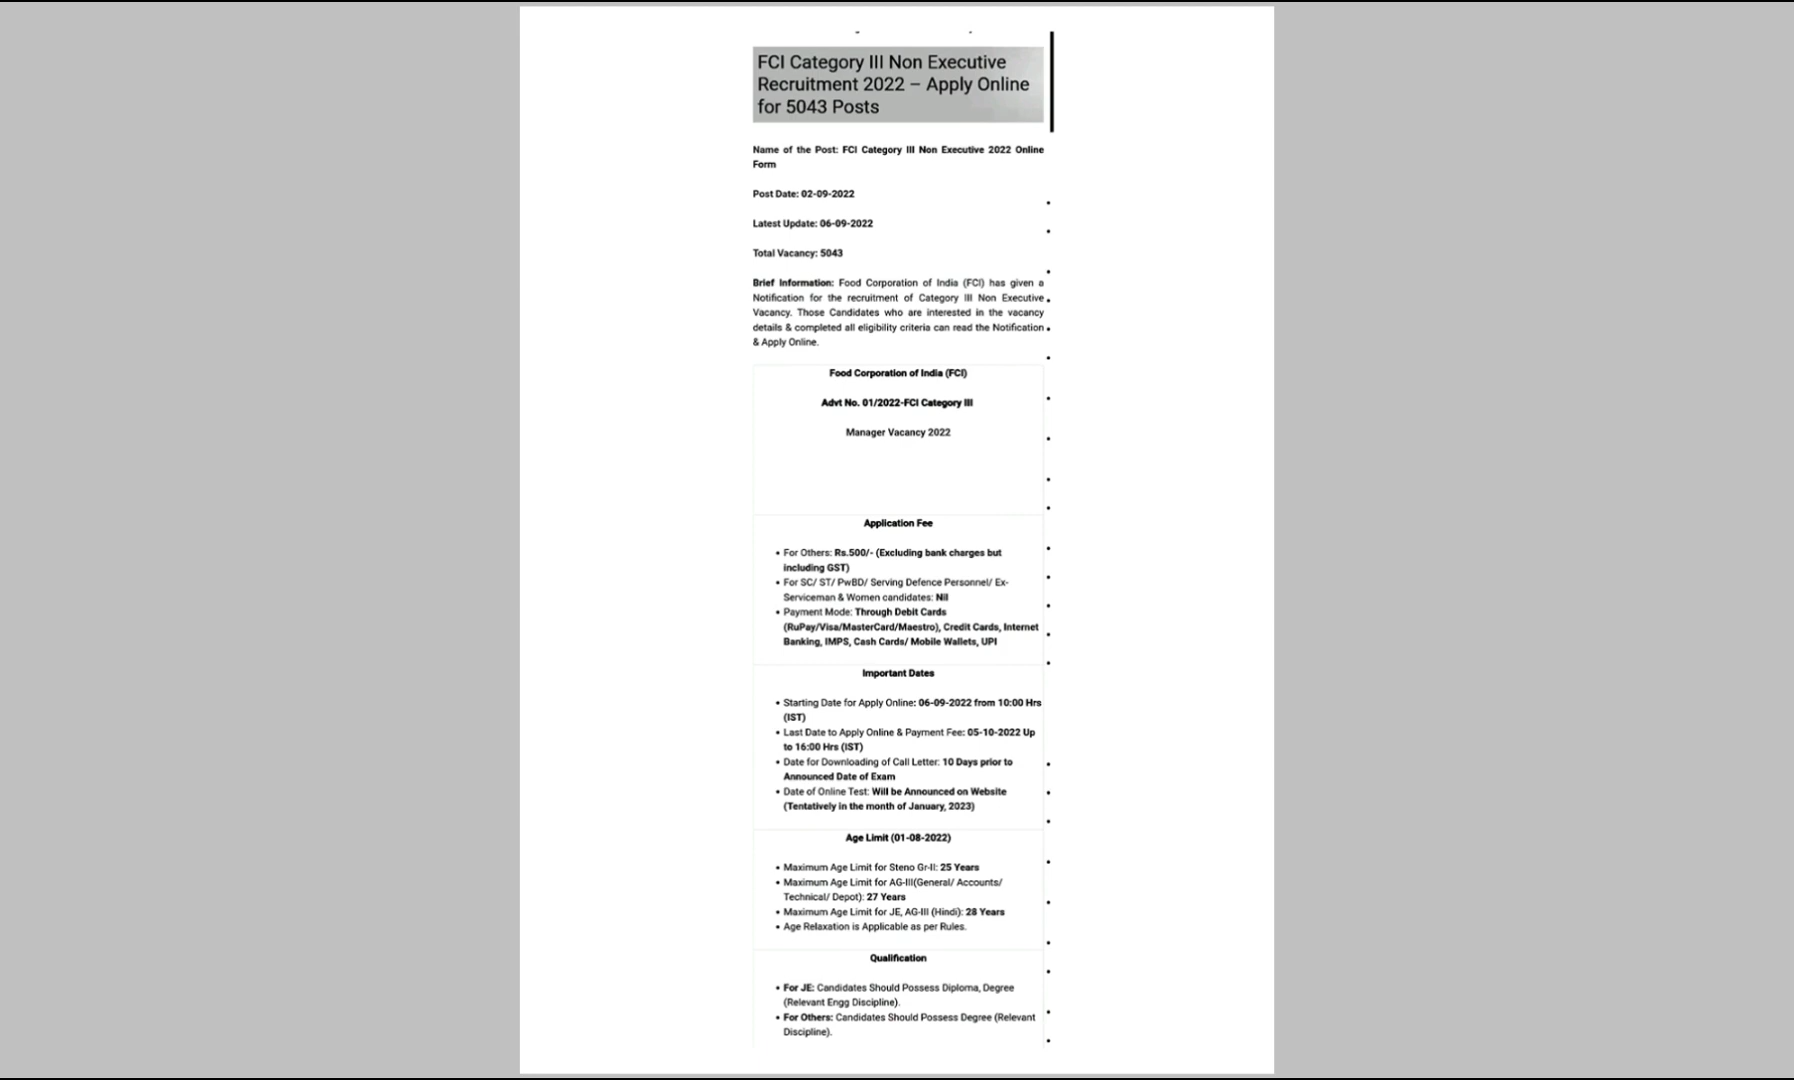 FCI Category III Non Executive
Recruitment 2022 – Apply Online
for 5043 Posts
Name of the Post: FCI Category III Non Executive 2022 Online
Form
Post Date: 02-09-2022
Latest Update: 06-09-2022
Total Vacancy: 5043
Brief Information: Food Corporation of India (FCI) has given a
Notification for the recruitment of Category III Non Executive
Vacancy. Those Candidates who are interested in the vacancy
details & completed all eligibility criteria can read the Notification
& Apply Online.
Food Corporation of India (FCI)
Advt No. 01/2022-FCI Category III
Manager Vacancy 2022
Application Fee
• For Others: Rs.500/- (Excluding bank charges but
including GST)
• For SC/ ST/ PwBD/ Serving Defence Personnel/ Ex-
Serviceman & Women candidates: Nil
• Payment Mode: Through Debit Cards
(RuPay/Visa/MasterCard/Maestro), Credit Cards, Internet
Banking, IMPS, Cash Cards/ Mobile Wallets, UPI
Important Dates
• Starting Date for Apply Online: 06-09-2022 from 10:00 Hrs
(IST)
• Last Date to Apply Online & Payment Fee: 05-10-2022 Up
to 16:00 Hrs (IST)
• Date for Downloading of Call Letter: 10 Days prior to
Announced Date of Exam
• Date of Online Test: Will be Announced on Website
(Tentatively in the month of January, 2023)
Age Limit (01-08-2022)
• Maximum Age Limit for Steno Gr-II: 25 Years
• Maximum Age Limit for AG-III(General/ Accounts/
Technical/ Depot): 27 Years
• Maximum Age Limit for JE, AG-III (Hindi): 28 Years
• Age Relaxation is Applicable as per Rules.
Qualification
• For JE: Candidates Should Possess Diploma, Degree
(Relevant Engg Discipline).
• For Others: Candidates Should Possess Degree (Relevant
Discipline).